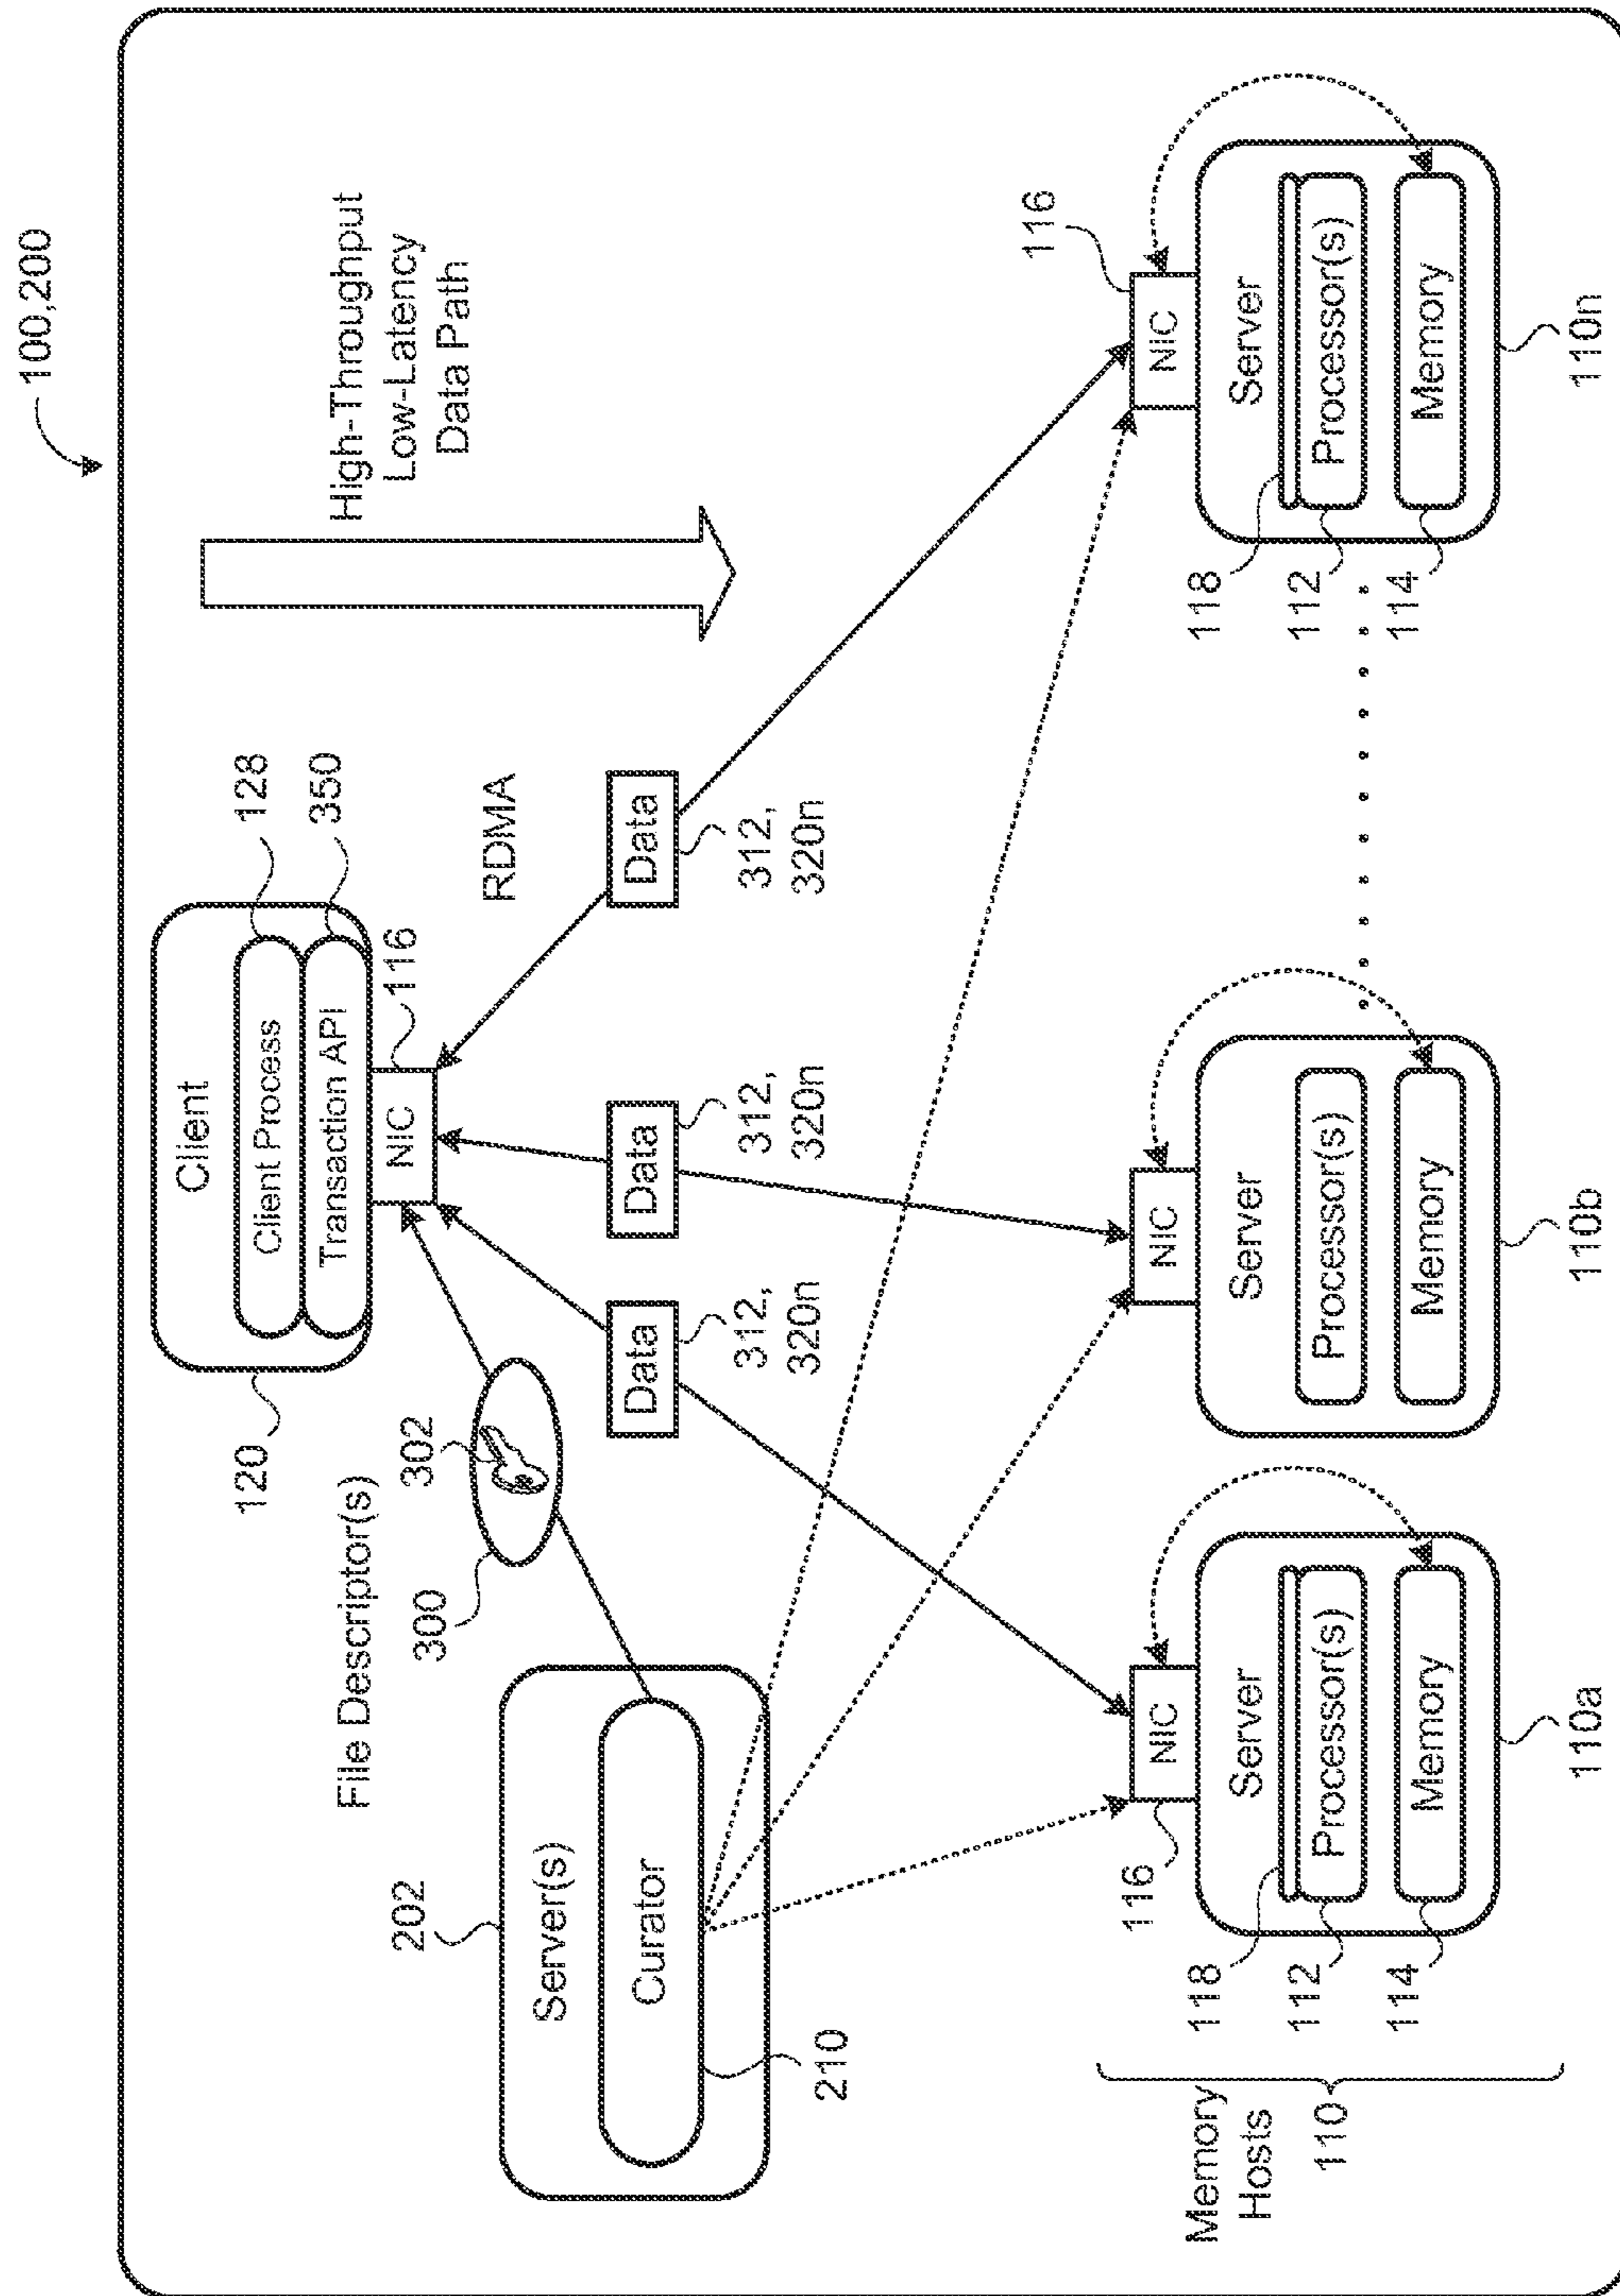 100,200
High-Throughput
Low-Latency
Data Path
Client
Client Process
Transaction API
NIC
120
128
350
116
RDMA
File Descriptor(s)
302
300
202
Server(s)
Curator
210
Data
312,
320n
Data
312,
320n
Data
312,
320n
Memory
Hosts
110
116
NIC
Server
Processor(s)
Memory
118
112
114
110a
NIC
Server
Processor(s)
Memory
110b
116
NIC
Server
Processor(s)
Memory
118
112
114
110n